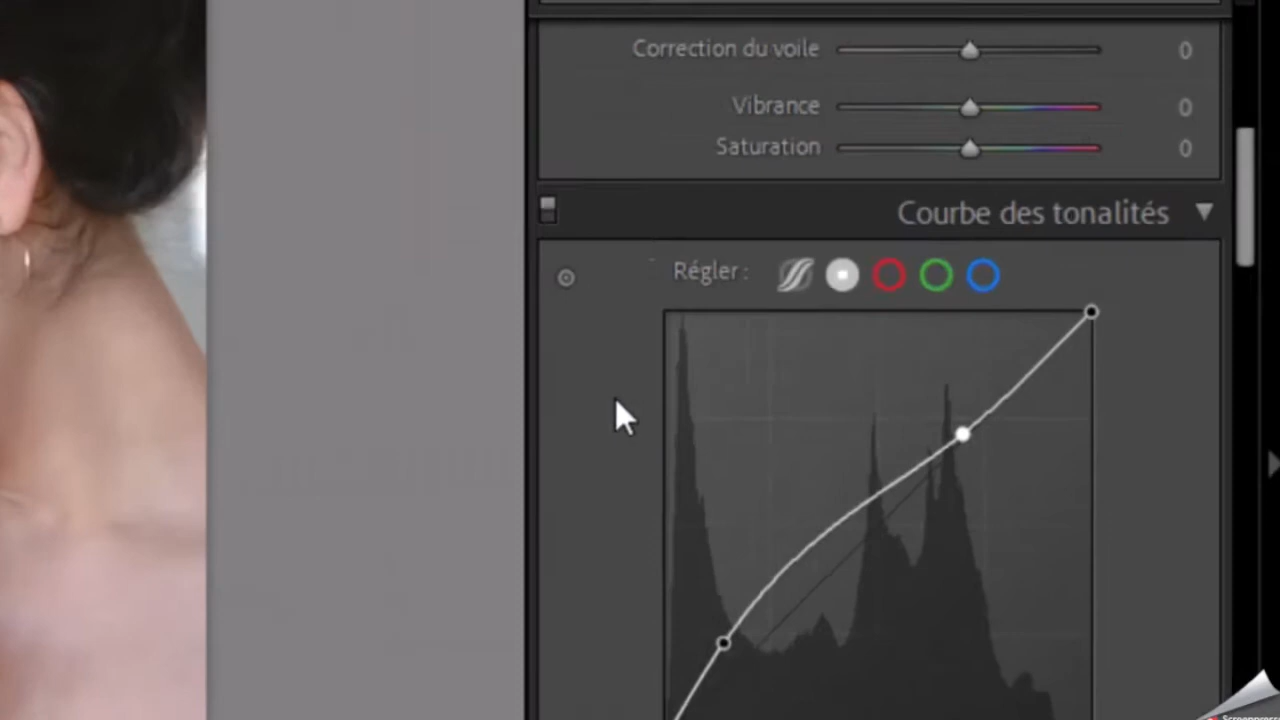 Correction du voile 0
Vibrance 0
Saturation 0
Courbe des tonalités
Régler :